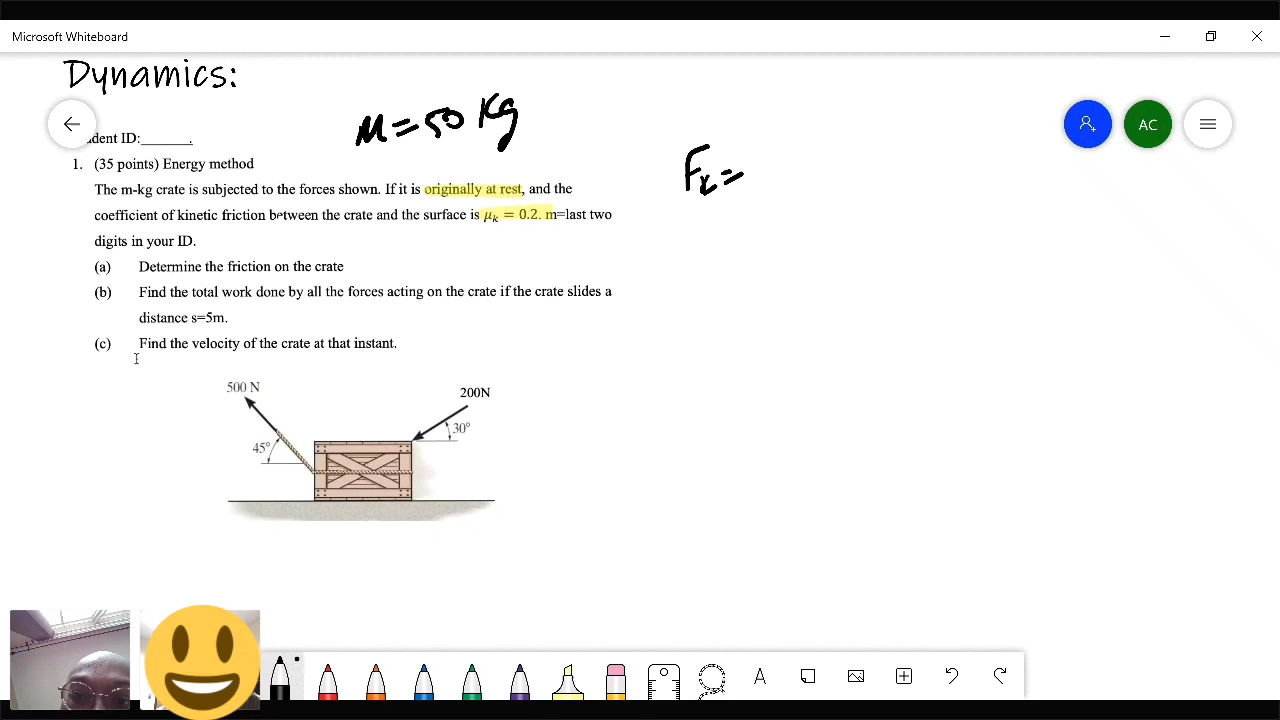 Microsoft Whiteboard
Dynamics:
M=50 Kg
dent ID:______.
Fk=
1. (35 points) Energy method
The m-kg crate is subjected to the forces shown. If it is originally at rest, and the
coefficient of kinetic friction between the crate and the surface is μk = 0.2. m=last two
digits in your ID.
(a) Determine the friction on the crate
(b) Find the total work done by all the forces acting on the crate if the crate slides a
distance s=5m.
(c) Find the velocity of the crate at that instant.
500 N
200N
45°
30°
AC
A